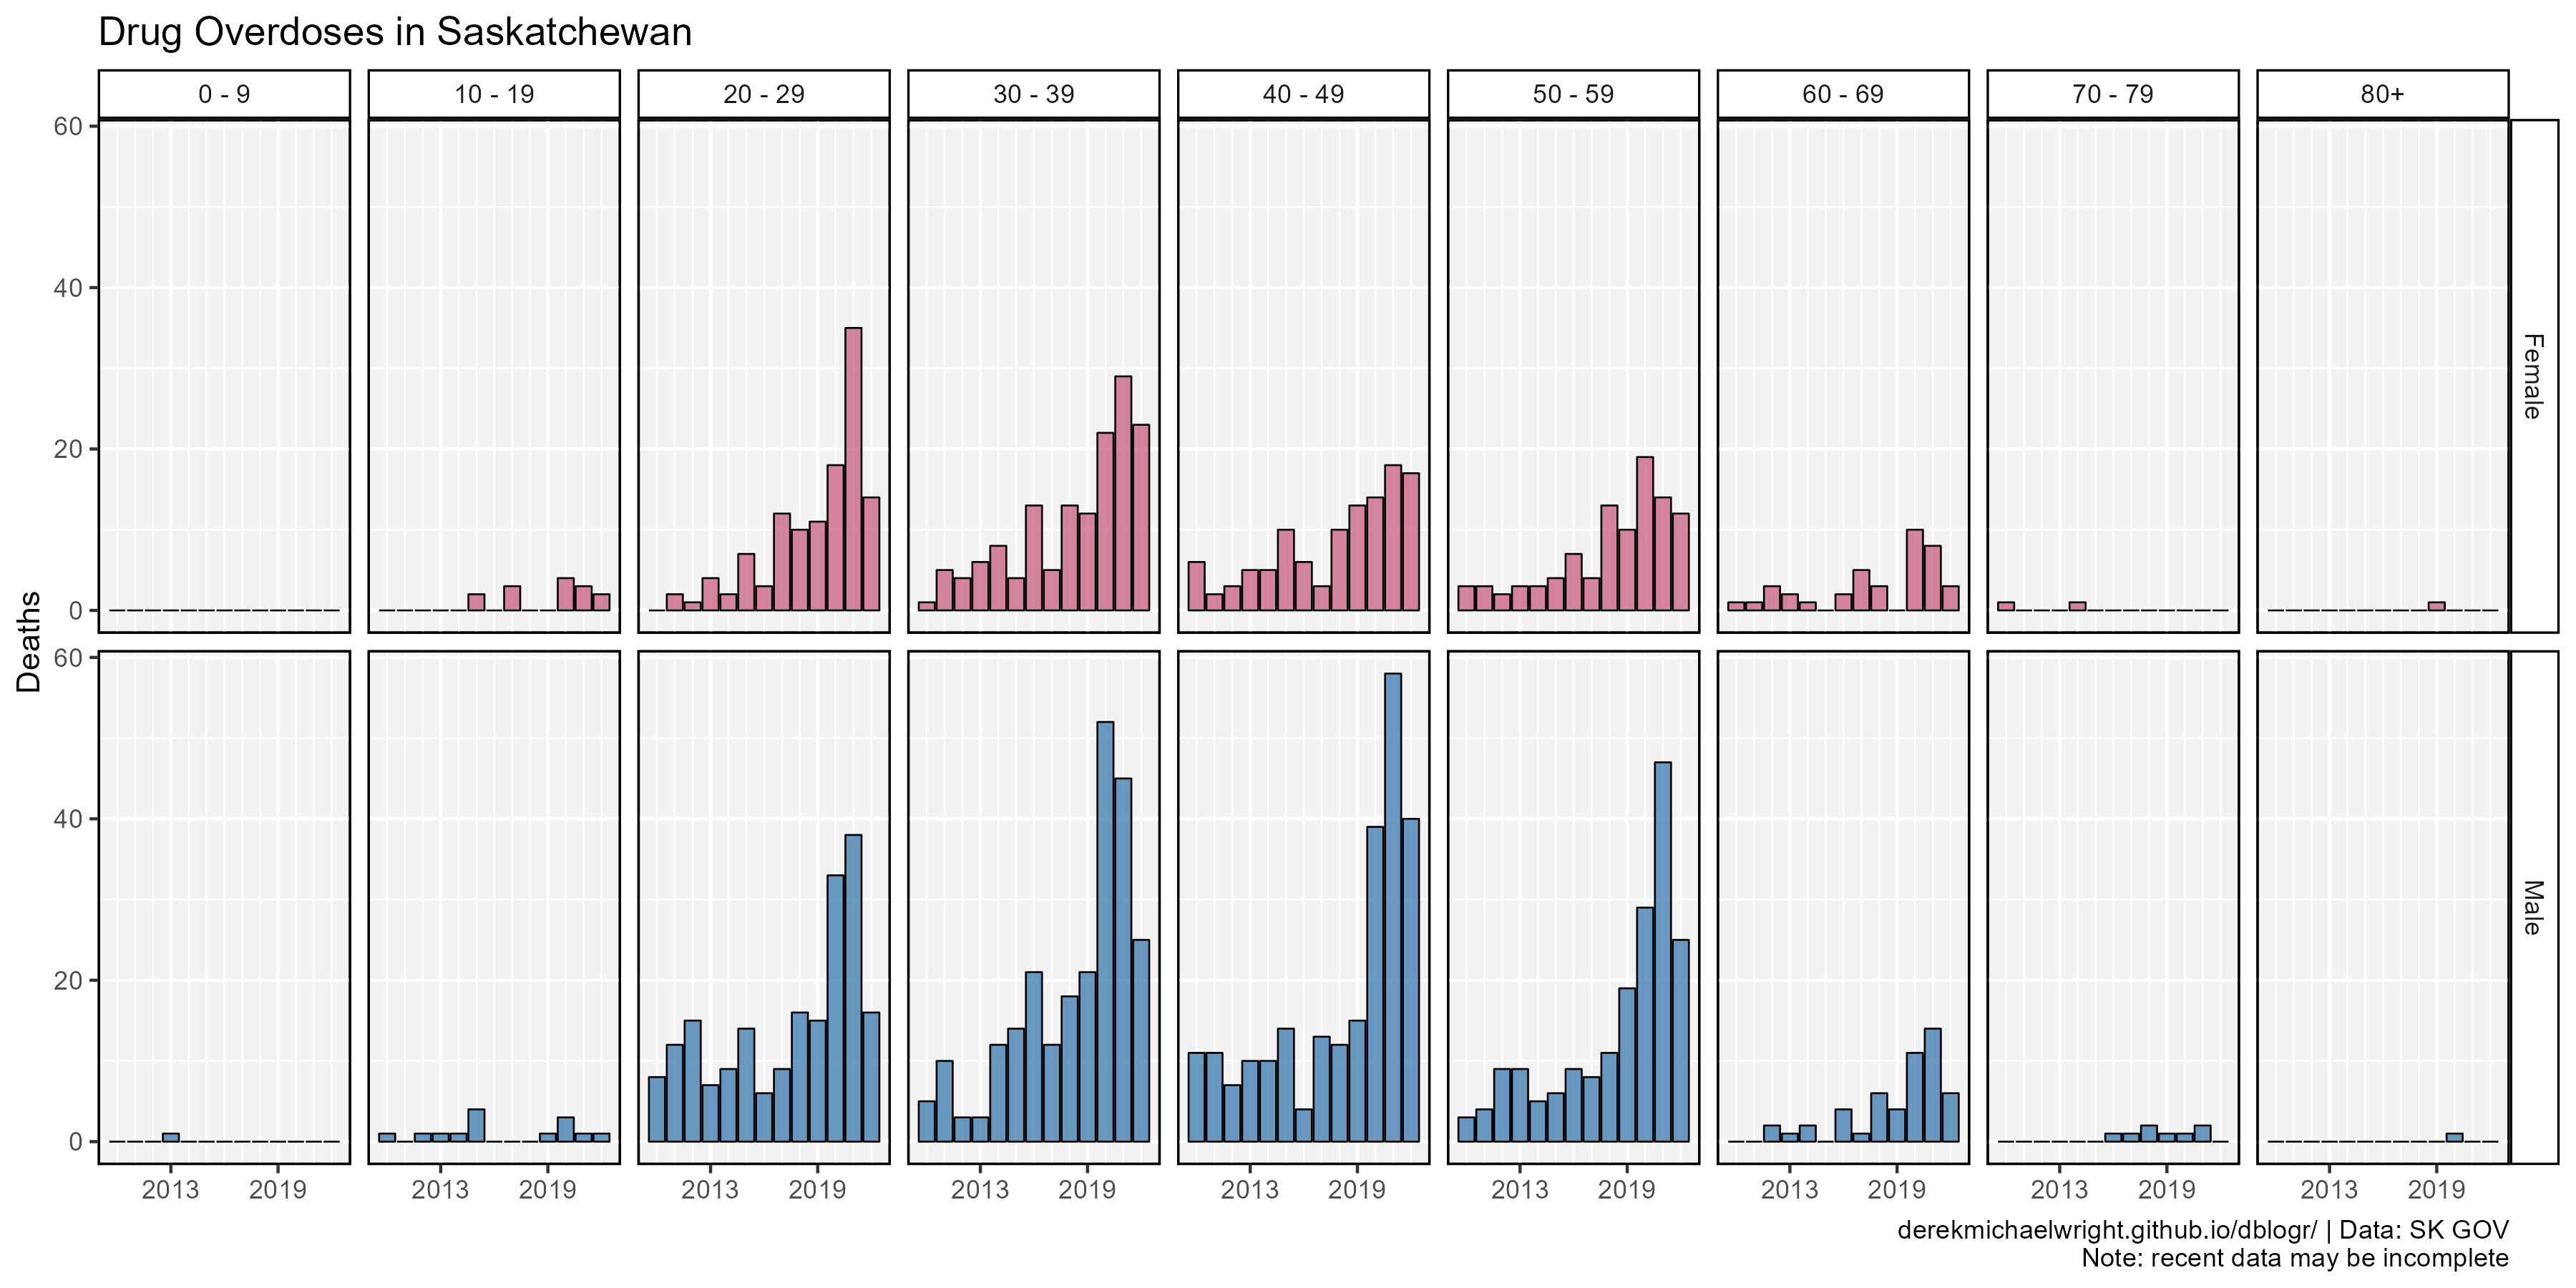 Drug Overdoses in Saskatchewan
0 - 9 10 - 19 20 - 29 30 - 39 40 - 49 50 - 59 60 - 69 70 - 79 80+
60
40
20
0
Female
Deaths
60
40
20
0
Male
2013 2019 2013 2019 2013 2019 2013 2019 2013 2019 2013 2019 2013 2019 2013 2019 2013 2019
derekmichaelwright.github.io/dblogr/ | Data: SK GOV
Note: recent data may be incomplete